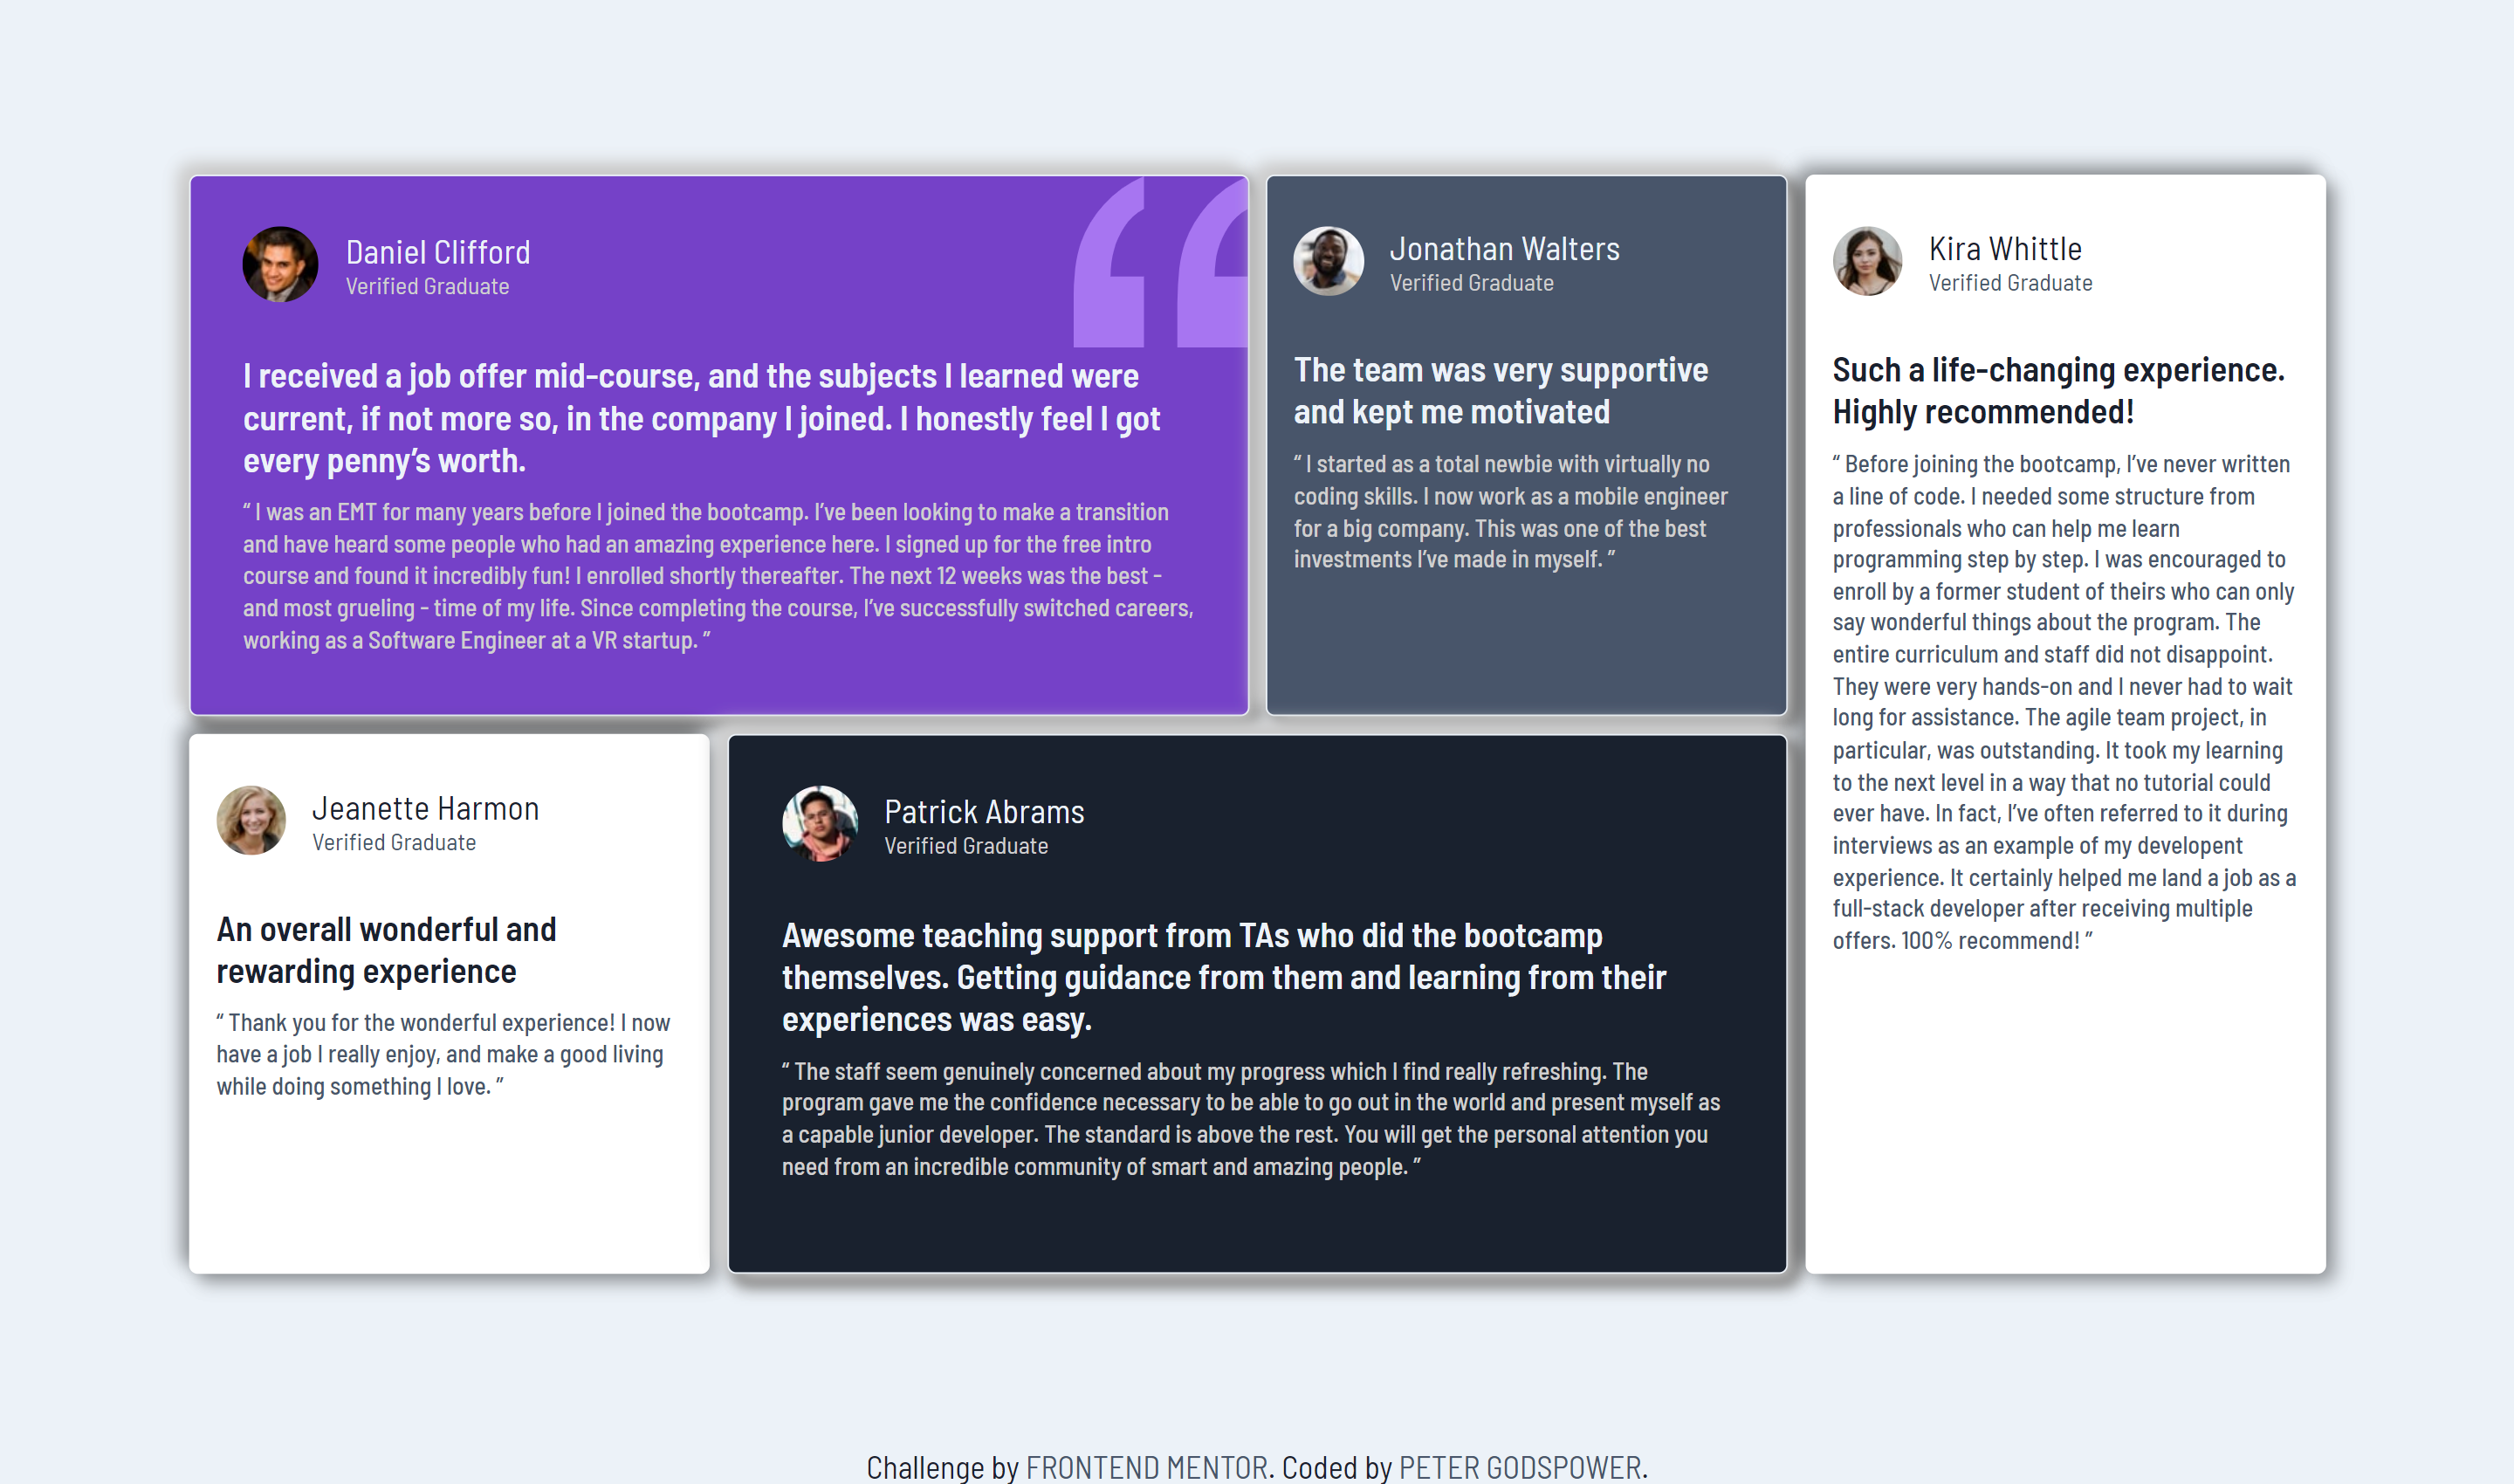 Daniel Clifford
Verified Graduate
I received a job offer mid-course, and the subjects I learned were
current, if not more so, in the company I joined. I honestly feel I got
every penny’s worth.
“ I was an EMT for many years before I joined the bootcamp. I’ve been looking to make a transition
and have heard some people who had an amazing experience here. I signed up for the free intro
course and found it incredibly fun! I enrolled shortly thereafter. The next 12 weeks was the best -
and most grueling - time of my life. Since completing the course, I’ve successfully switched careers,
working as a Software Engineer at a VR startup. ”
Jonathan Walters
Verified Graduate
The team was very supportive
and kept me motivated
“ I started as a total newbie with virtually no
coding skills. I now work as a mobile engineer
for a big company. This was one of the best
investments I’ve made in myself. ”
Kira Whittle
Verified Graduate
Such a life-changing experience.
Highly recommended!
“ Before joining the bootcamp, I’ve never written
a line of code. I needed some structure from
professionals who can help me learn
programming step by step. I was encouraged to
enroll by a former student of theirs who can only
say wonderful things about the program. The
entire curriculum and staff did not disappoint.
They were very hands-on and I never had to wait
long for assistance. The agile team project, in
particular, was outstanding. It took my learning
to the next level in a way that no tutorial could
ever have. In fact, I’ve often referred to it during
interviews as an example of my developent
experience. It certainly helped me land a job as a
full-stack developer after receiving multiple
offers. 100% recommend! ”
Jeanette Harmon
Verified Graduate
An overall wonderful and
rewarding experience
“ Thank you for the wonderful experience! I now
have a job I really enjoy, and make a good living
while doing something I love. ”
Patrick Abrams
Verified Graduate
Awesome teaching support from TAs who did the bootcamp
themselves. Getting guidance from them and learning from their
experiences was easy.
“ The staff seem genuinely concerned about my progress which I find really refreshing. The
program gave me the confidence necessary to be able to go out in the world and present myself as
a capable junior developer. The standard is above the rest. You will get the personal attention you
need from an incredible community of smart and amazing people. ”
Challenge by FRONTEND MENTOR. Coded by PETER GODSPOWER.